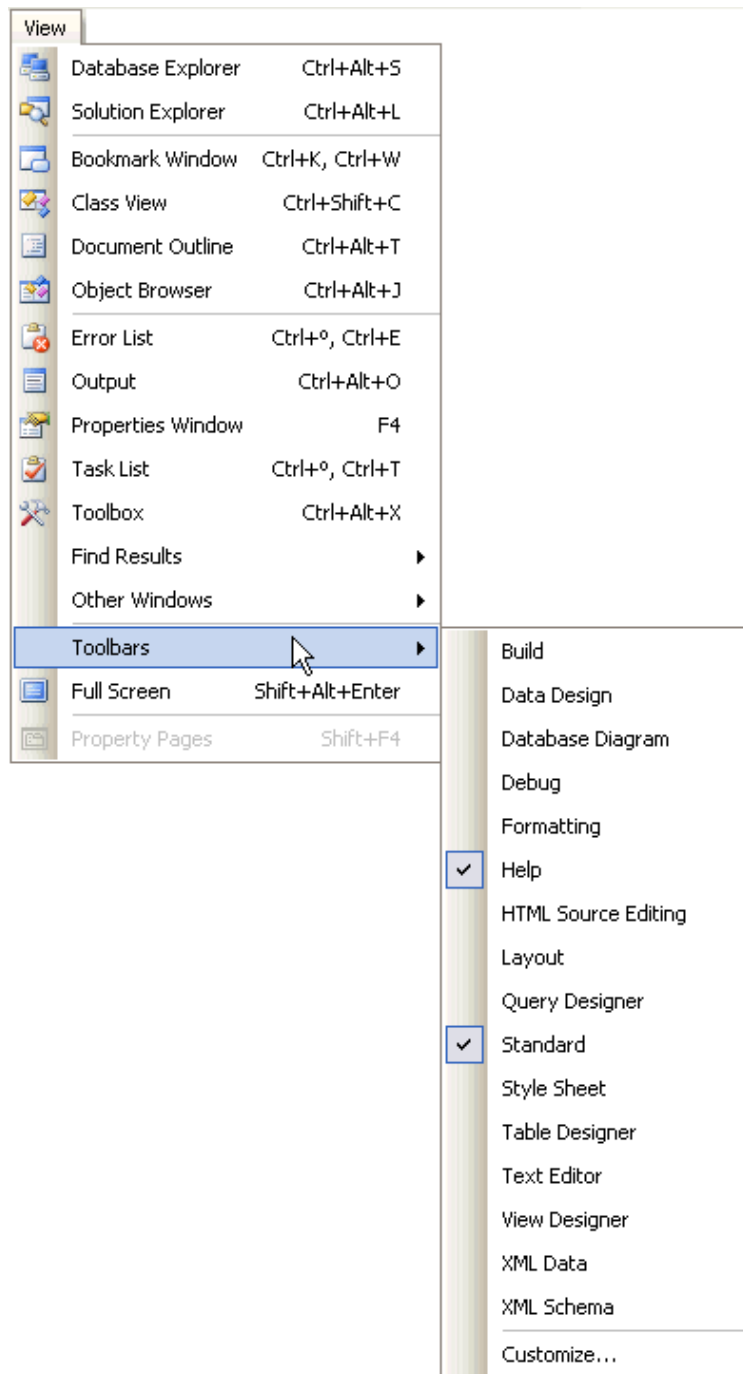 View
Database Explorer Ctrl+Alt+S
Solution Explorer Ctrl+Alt+L
Bookmark Window Ctrl+K, Ctrl+W
Class View Ctrl+Shift+C
Document Outline Ctrl+Alt+T
Object Browser Ctrl+Alt+J
Error List Ctrl+º, Ctrl+E
Output Ctrl+Alt+O
Properties Window F4
Task List Ctrl+º, Ctrl+T
Toolbox Ctrl+Alt+X
Find Results
Other Windows
Toolbars
Full Screen Shift+Alt+Enter
Property Pages Shift+F4
Build
Data Design
Database Diagram
Debug
Formatting
Help
HTML Source Editing
Layout
Query Designer
Standard
Style Sheet
Table Designer
Text Editor
View Designer
XML Data
XML Schema
Customize...